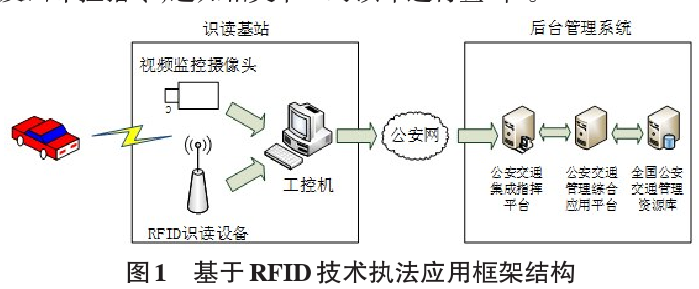 识读基站
后台管理系统
视频监控摄像头
工控机
RFID识读设备
公安网
公安交通
集成指挥
平台
公安交通
管理综合
应用平台
全国公安
交通管理
资源库
图1 基于RFID技术执法应用框架结构